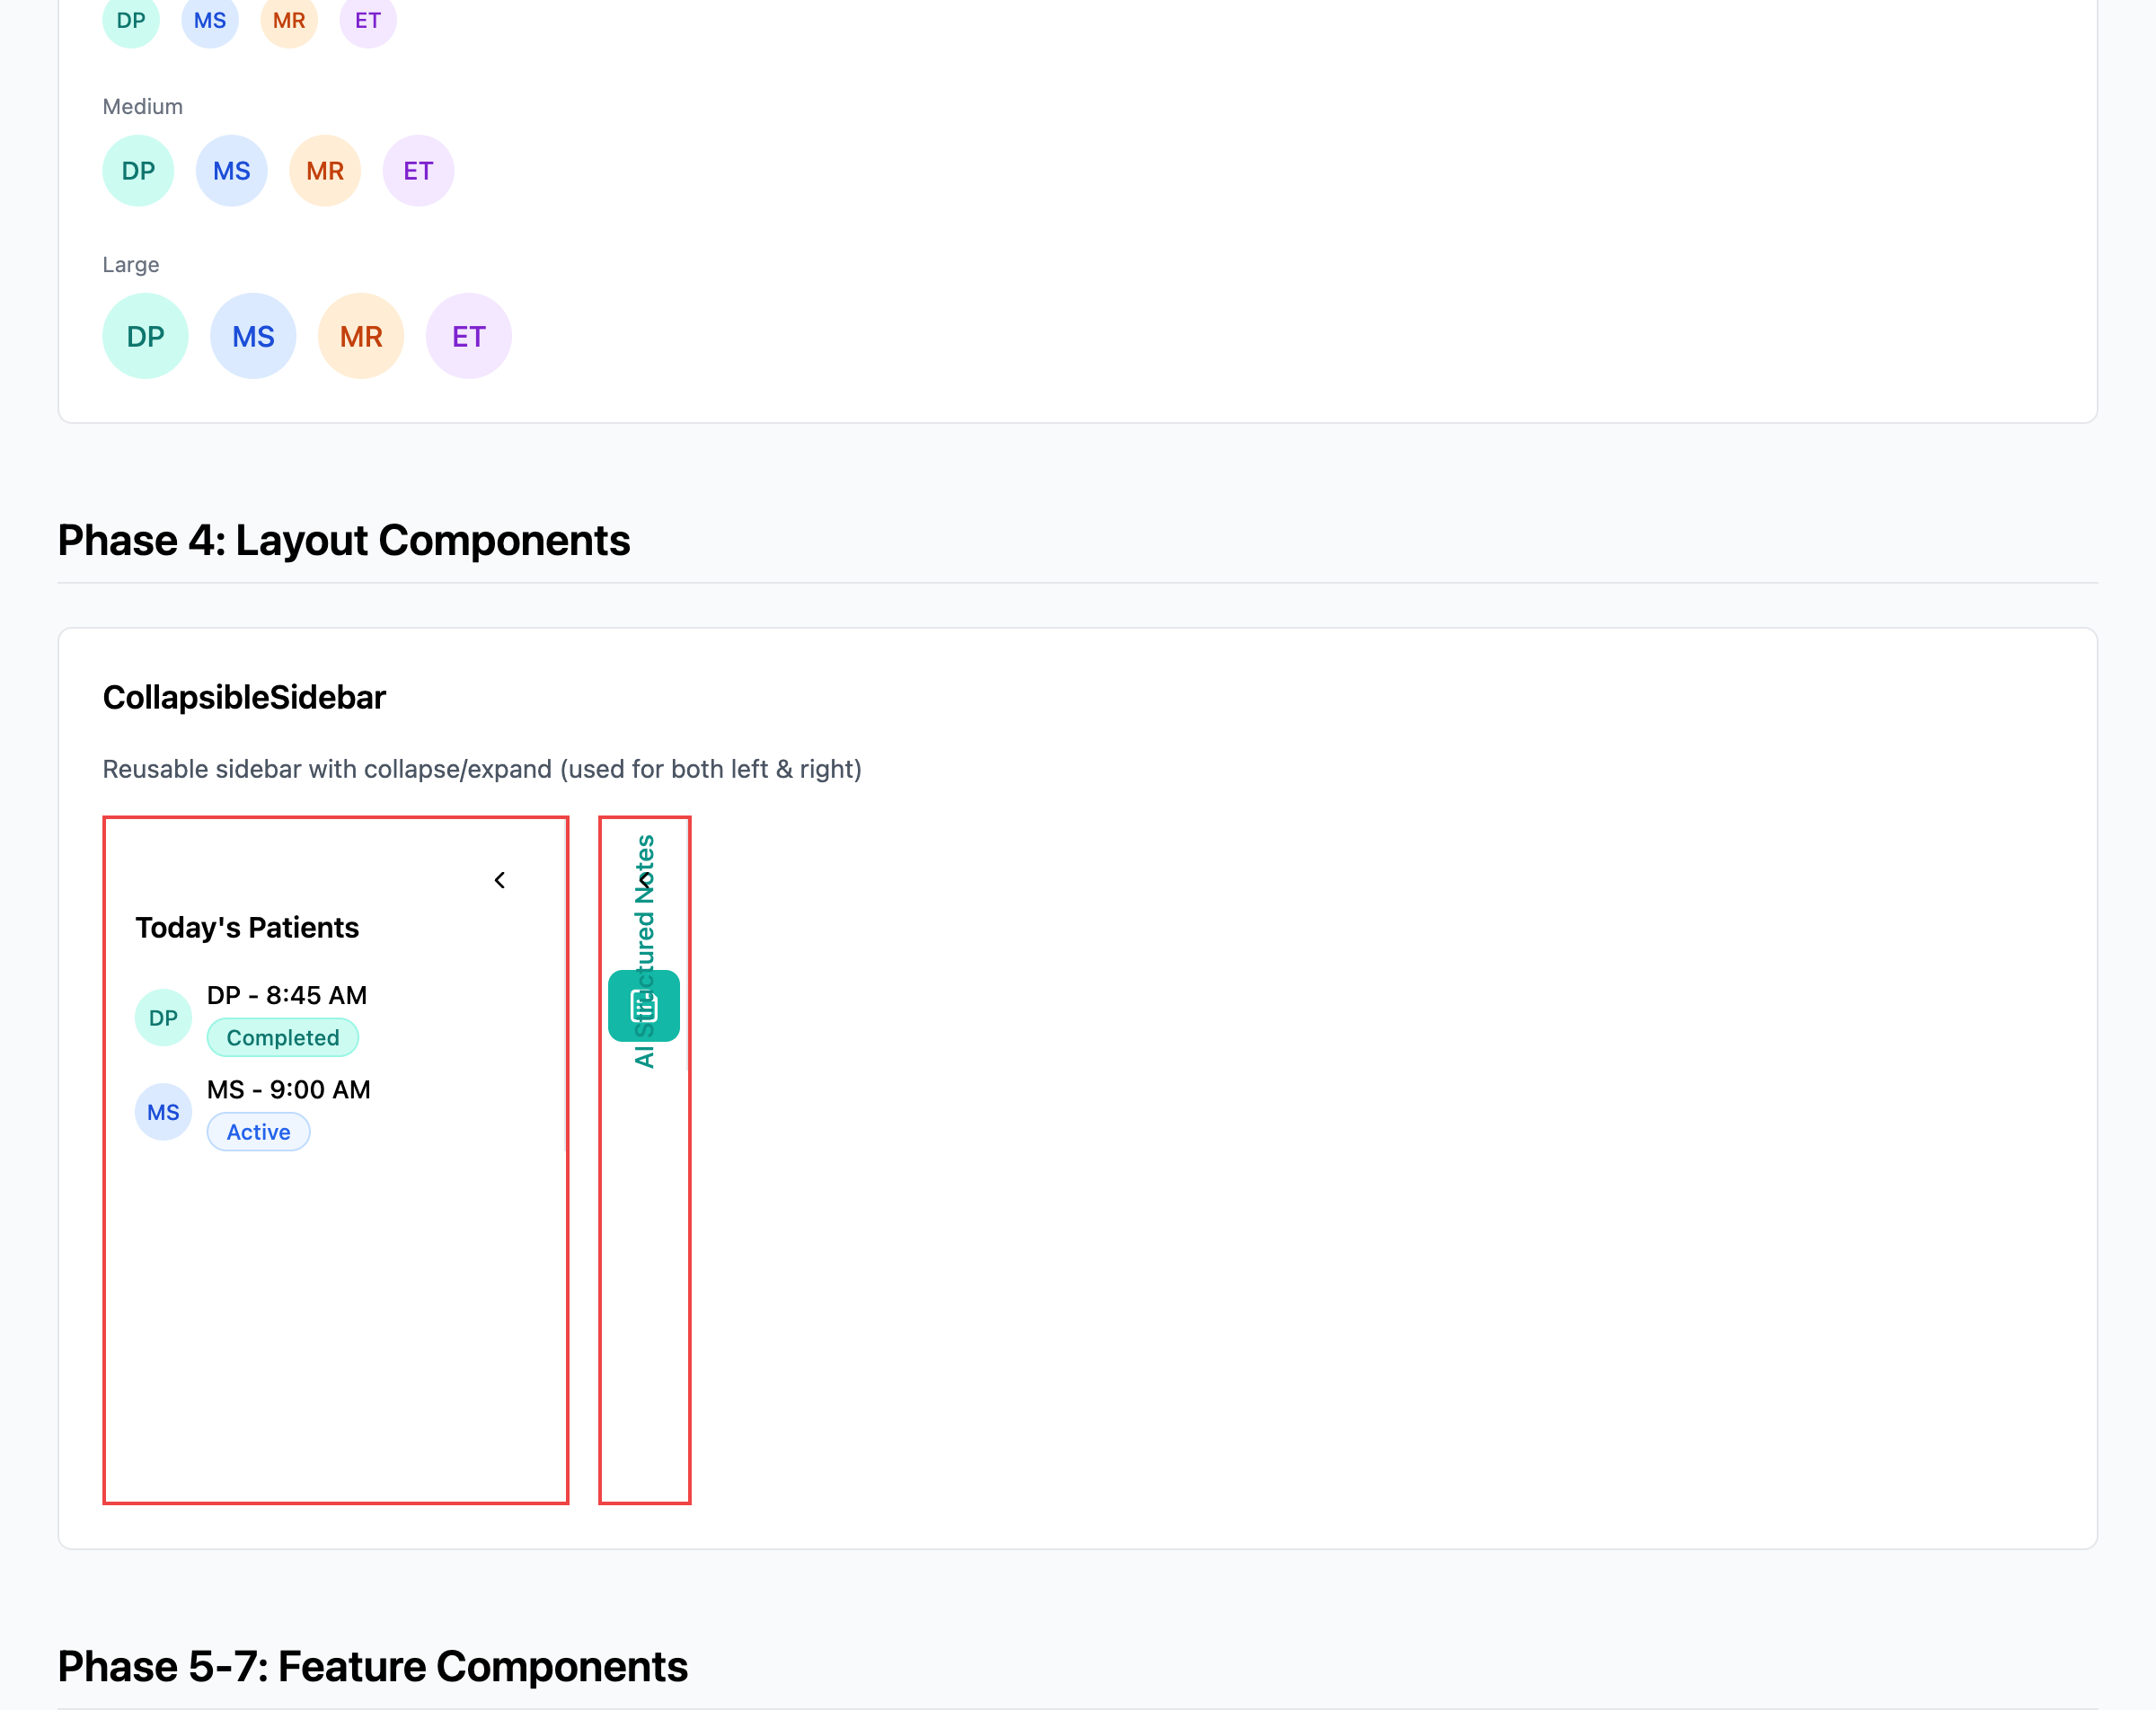 DP MS MR ET
Medium
DP MS MR ET
Large
DP MS MR ET
Phase 4: Layout Components
CollapsibleSidebar
Reusable sidebar with collapse/expand (used for both left & right)
Today's Patients
DP
DP - 8:45 AM
Completed
MS
MS - 9:00 AM
Active
AI Structured Notes
Phase 5-7: Feature Components